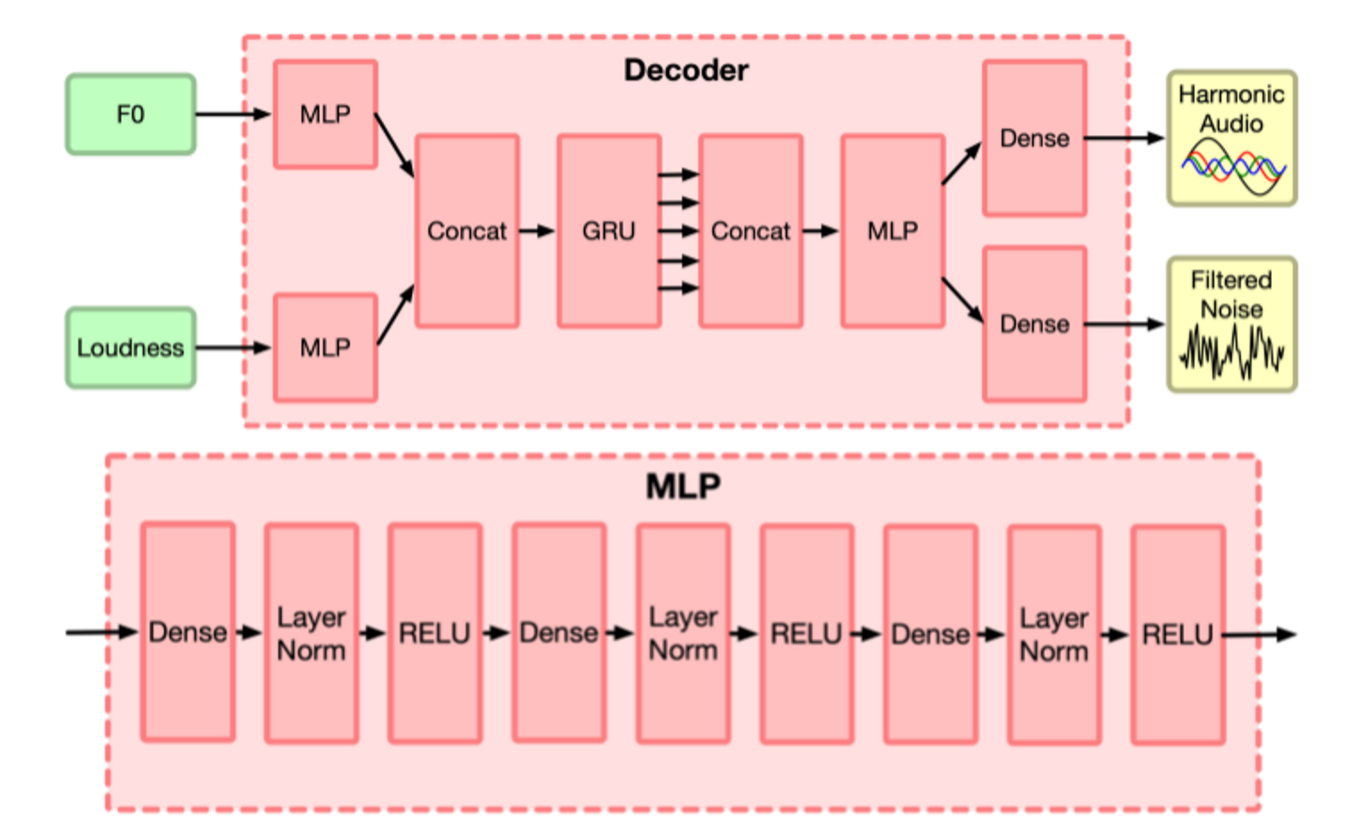 Decoder
F0
MLP
Loudness
MLP
Concat
GRU
Concat
MLP
Dense
Dense
Harmonic
Audio
Filtered
Noise
MLP
Dense
Layer
Norm
RELU
Dense
Layer
Norm
RELU
Dense
Layer
Norm
RELU